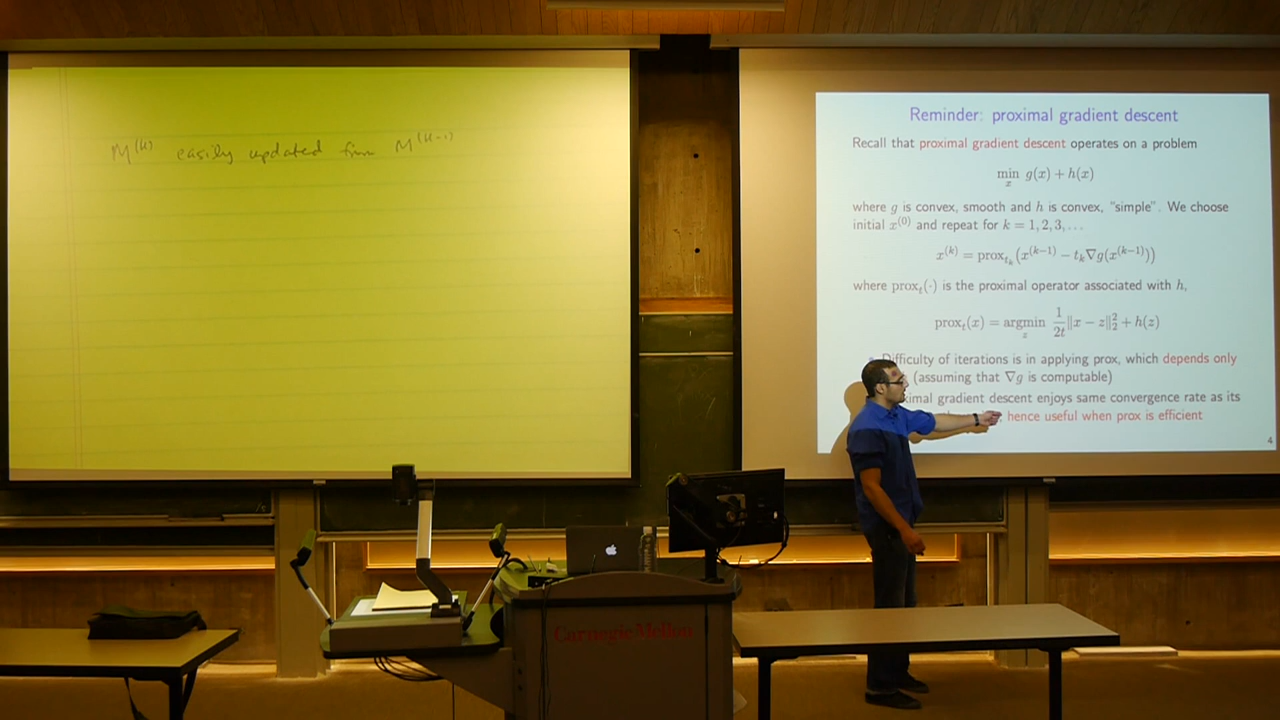 M^(k) easily updated from M^(k-1)
Reminder: proximal gradient descent
Recall that proximal gradient descent operates on a problem
min_x g(x) + h(x)
where g is convex, smooth and h is convex, "simple". We choose
initial x^(0) and repeat for k = 1, 2, 3, . . .
x^(k) = prox_{t_k}(x^(k−1) − t_k∇g(x^(k−1)))
where prox_t(·) is the proximal operator associated with h,
prox_t(x) = argmin_z 1/2t ‖x − z‖_2^2 + h(z)
Difficulty of iterations is in applying prox, which depends only
(assuming that ∇g is computable)
gradient descent enjoys same convergence rate as its
hence useful when prox is efficient
4
Carnegie Mellon